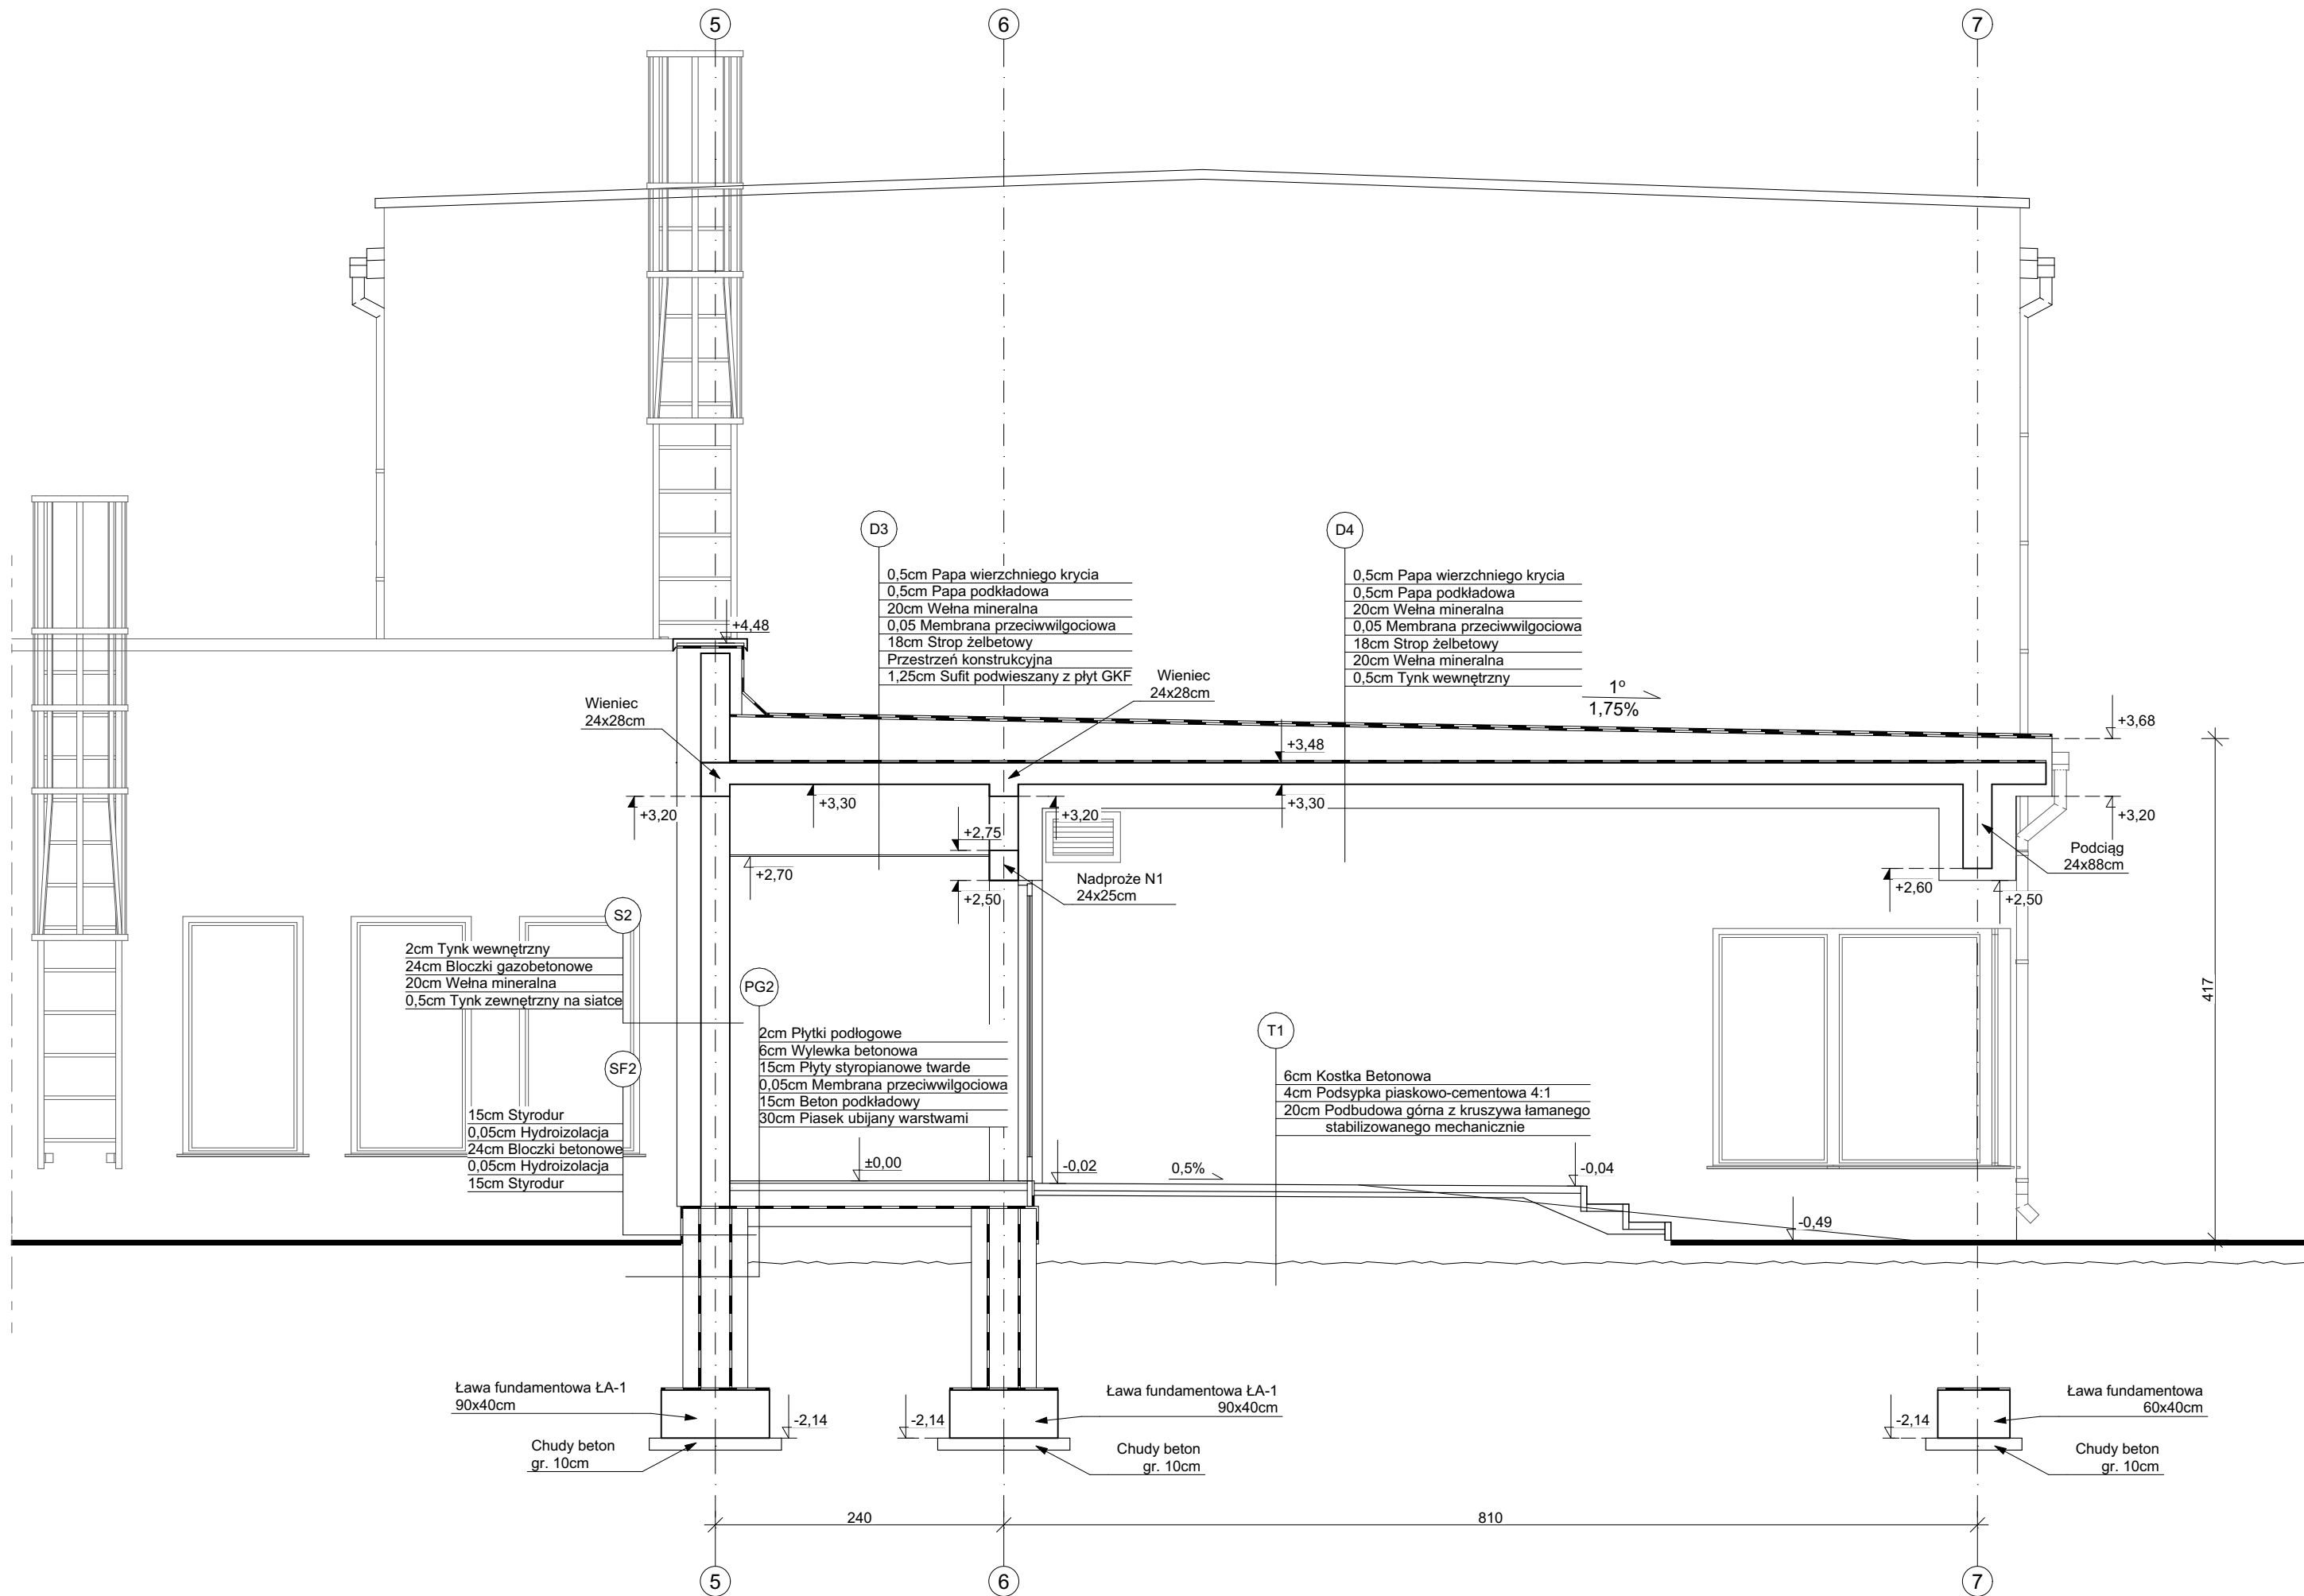 5
6
7
D3
0,5cm Papa wierzchniego krycia
0,5cm Papa podkładowa
20cm Wełna mineralna
0,05 Membrana przeciwwilgociowa
18cm Strop żelbetowy
Przestrzeń konstrukcyjna
1,25cm Sufit podwieszany z płyt GKF
D4
0,5cm Papa wierzchniego krycia
0,5cm Papa podkładowa
20cm Wełna mineralna
0,05 Membrana przeciwwilgociowa
18cm Strop żelbetowy
20cm Wełna mineralna
0,5cm Tynk wewnętrzny
+4,48
Wieniec
24x28cm
Wieniec
24x28cm
1º
1,75%
+3,68
+3,48
+3,20
+3,30
+2,75
+3,20
+3,30
+3,20
+2,70
+2,50
Nadproże N1
24x25cm
Podciąg
24x88cm
+2,60
+2,50
S2
2cm Tynk wewnętrzny
24cm Bloczki gazobetonowe
20cm Wełna mineralna
0,5cm Tynk zewnętrzny na siatce
PG2
2cm Płytki podłogowe
6cm Wylewka betonowa
15cm Płyty styropianowe twarde
0,05cm Membrana przeciwwilgociowa
15cm Beton podkładowy
30cm Piasek ubijany warstwami
T1
6cm Kostka Betonowa
4cm Podsypka piaskowo-cementowa 4:1
20cm Podbudowa górna z kruszywa łamanego
stabilizowanego mechanicznie
417
SF2
15cm Styrodur
0,05cm Hydroizolacja
24cm Bloczki betonowe
0,05cm Hydroizolacja
15cm Styrodur
±0,00
-0,02
0,5%
-0,04
-0,49
Ława fundamentowa ŁA-1
90x40cm
-2,14
Chudy beton
gr. 10cm
-2,14
Ława fundamentowa ŁA-1
90x40cm
Chudy beton
gr. 10cm
-2,14
Ława fundamentowa
60x40cm
Chudy beton
gr. 10cm
240
810
5
6
7